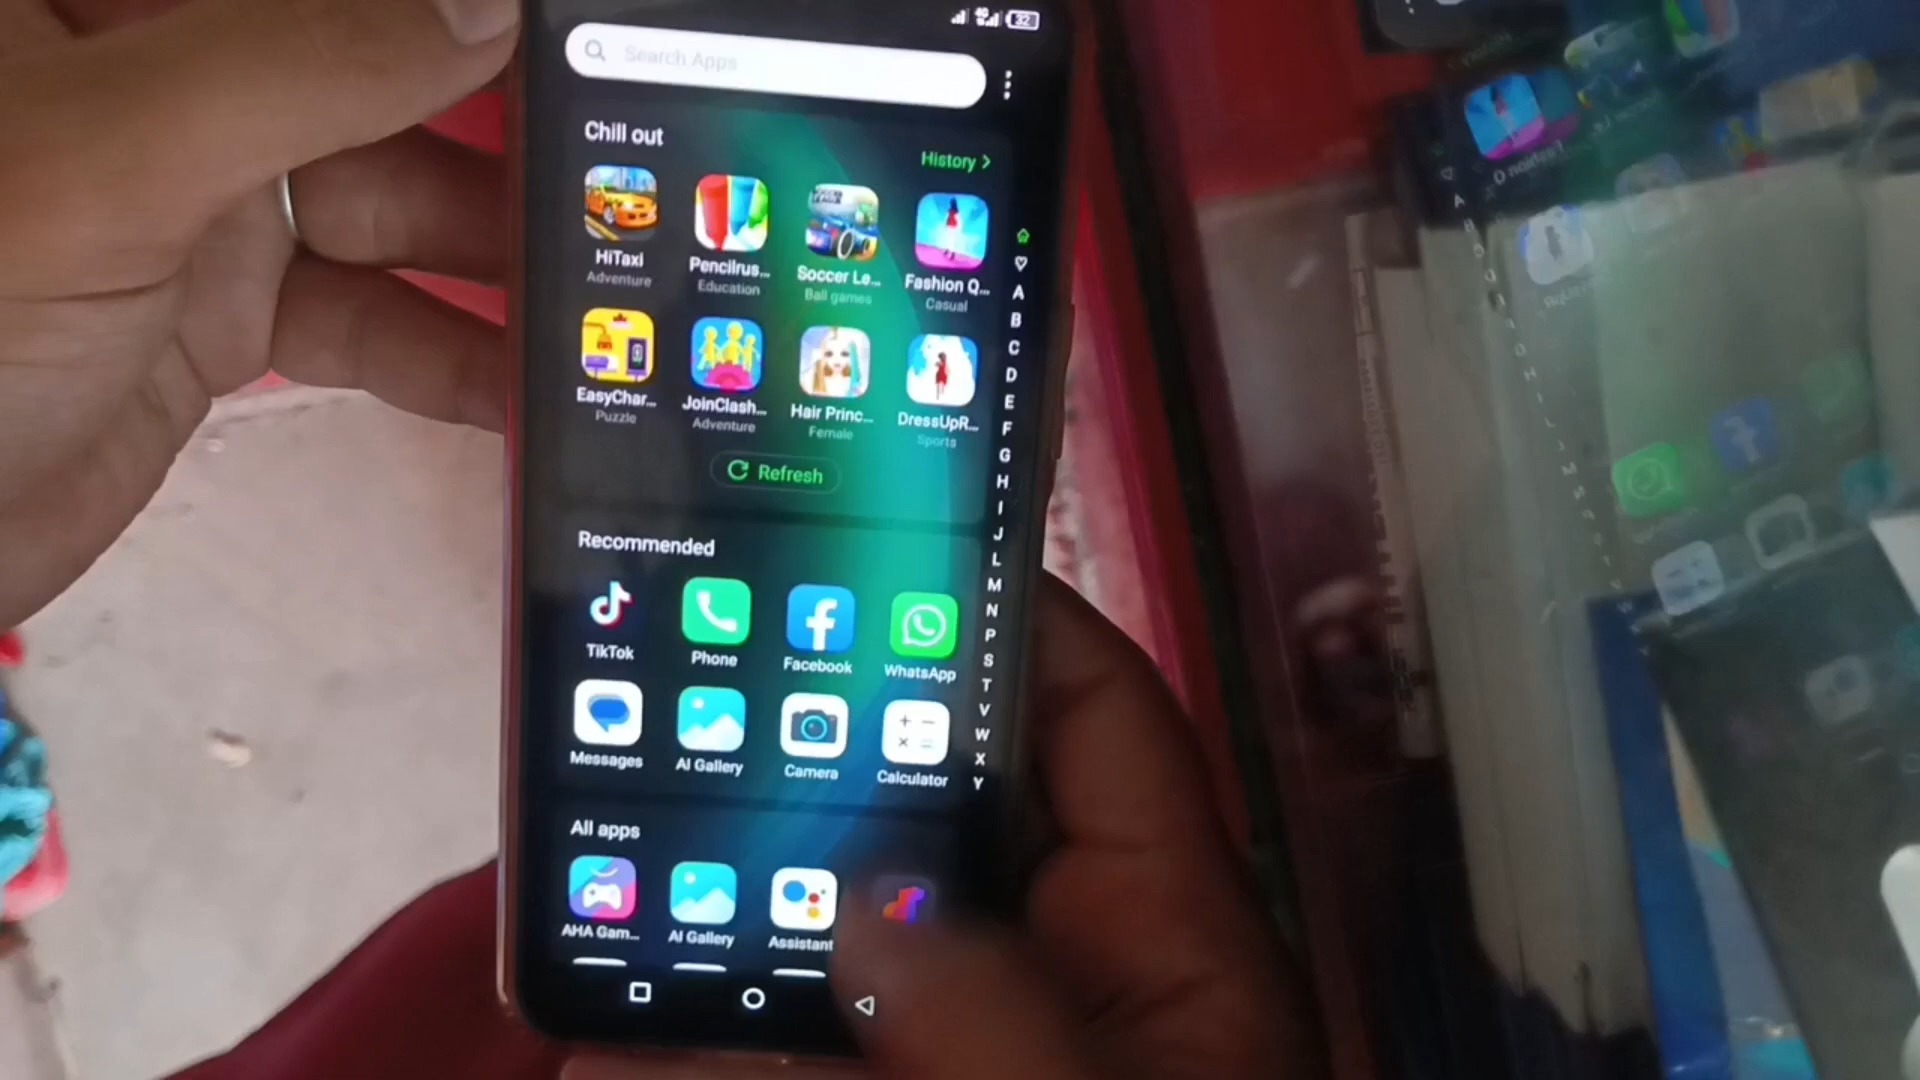 4G 32
Search Apps
Chill out
History >
HiTaxi Pencilrus... Soccer Le... Fashion Q...
Adventure Education Ball games Casual
EasyChar... JoinClash... Hair Princ... DressUpR...
Puzzle Adventure Female Sports
Refresh
Recommended
TikTok Phone Facebook WhatsApp
Messages AI Gallery Camera Calculator
All apps
AHA Gam... AI Gallery Assistant
A
B
C
D
E
F
G
H
I
J
L
M
N
P
S
T
V
W
X
Y